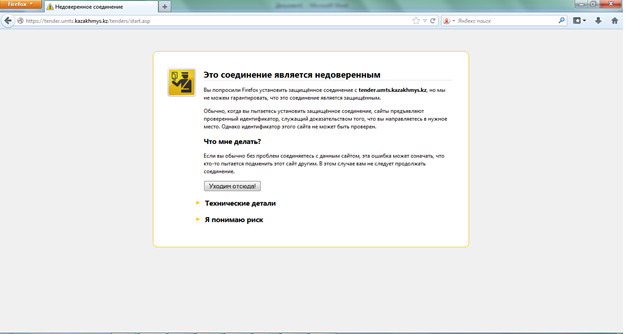 Firefox
Недоверенное соединение
https://tender.umts.kazakhmys.kz/tenders/start.asp
Яндекс поиск
Это соединение является недоверенным
Вы попросили Firefox установить защищённое соединение с tender.umts.kazakhmys.kz, но мы
не можем гарантировать, что это соединение является защищённым.
Обычно, когда вы пытаетесь установить защищённое соединение, сайты предъявляют
проверенный идентификатор, служащий доказательством того, что вы направляетесь в нужное
место. Однако идентификатор этого сайта не может быть проверен.
Что мне делать?
Если вы обычно без проблем соединяетесь с данным сайтом, эта ошибка может означать, что
кто-то пытается подменить этот сайт другим. В этом случае вам не следует продолжать
соединение.
Уходим отсюда!
Технические детали
Я понимаю риск